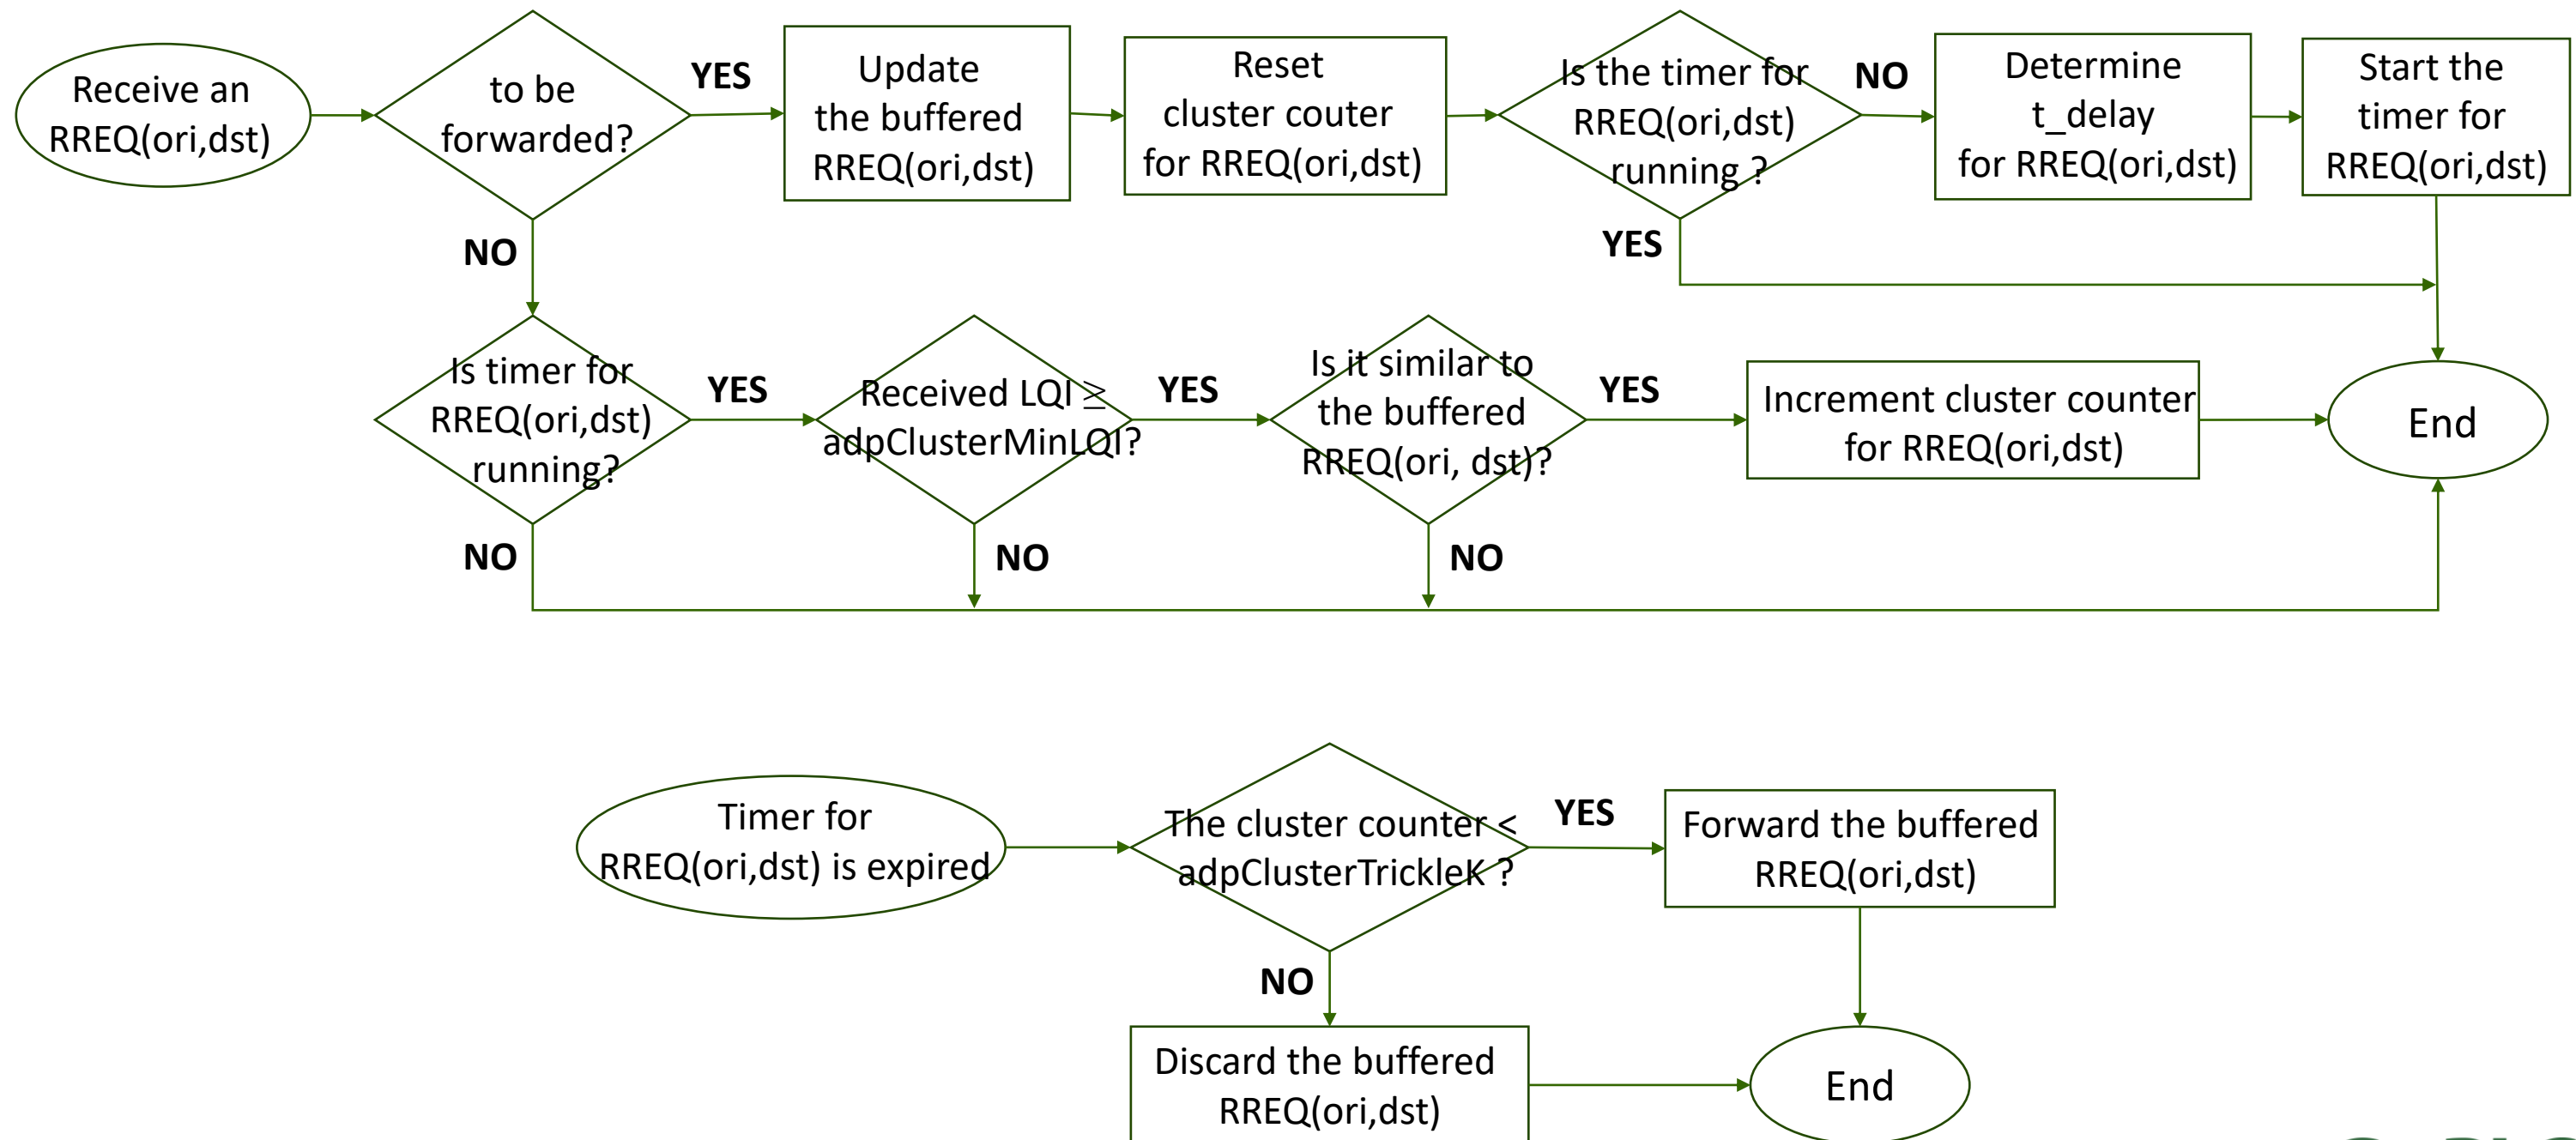 Receive an
RREQ(ori,dst)
to be
forwarded?
YES
Update
the buffered
RREQ(ori,dst)
Reset
cluster couter
for RREQ(ori,dst)
Is the timer for
RREQ(ori,dst)
running ?
NO
Determine
t_delay
for RREQ(ori,dst)
Start the
timer for
RREQ(ori,dst)
NO
YES
Is timer for
RREQ(ori,dst)
running?
YES
Received LQI ≥
adpClusterMinLQI?
YES
Is it similar to
the buffered
RREQ(ori, dst)?
YES
Increment cluster counter
for RREQ(ori,dst)
End
NO
NO
NO
Timer for
RREQ(ori,dst) is expired
The cluster counter <
adpClusterTrickleK ?
YES
Forward the buffered
RREQ(ori,dst)
NO
Discard the buffered
RREQ(ori,dst)
End